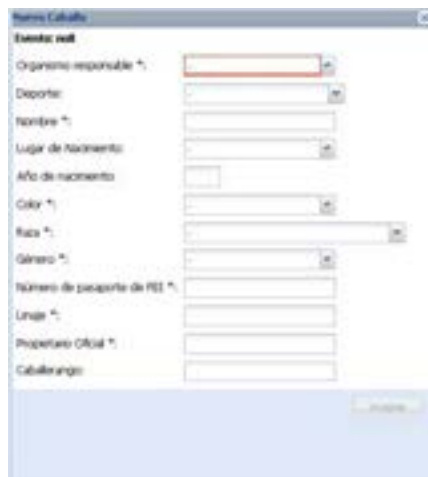 Nuevo Caballo
Evento: null
Organismo responsable *:
Deporte:
Nombre *:
Lugar de Nacimiento
Año de nacimiento
Color *:
Raza *:
Género *:
Número de pasaporte de FEI *:
Linaje *:
Propietario Oficial *:
Caballerango: